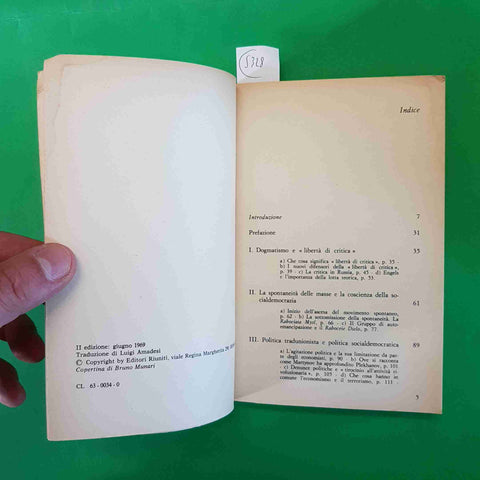 5328
II edizione: giugno 1969
Traduzione di Luigi Amadesi
© Copyright by Editori Riuniti, viale Regina Margherita
Copertina di Bruno Munari
CL 63-0034-0
Indice
Introduzione 7
Prefazione 31
I. Dogmatismo e « libertà di critica » 35
a) Che cosa significa « libertà di critica », p. 35
b) I nuovi difensori della « libertà di critica »,
p. 39 - c) La critica in Russia, p. 45 - d) Engels
e l'importanza della lotta teorica, p. 53.
II. La spontaneità delle masse e la coscienza della so-
cialdemocrazia 61
a) Inizio dell'ascesa del movimento spontaneo,
p. 62 - b) La sottomissione della spontaneità. La
Rabociaia Mysl, p. 66 - c) Il Gruppo di auto-
emancipazione e il Rabocie Dielo, p. 77.
III. Politica tradunionista e politica socialdemocratica 89
a) L'agitazione politica e la sua limitazione da par-
te degli economisti, p. 90 - b) Ove si racconta
come Martynov ha approfondito Plekhanov, p. 101
c) Denunce politiche e « tirocinio all'attività ri-
voluzionaria », p. 105 - d) Che cosa hanno in
comune l'economismo e il terrorismo, p. 111
5